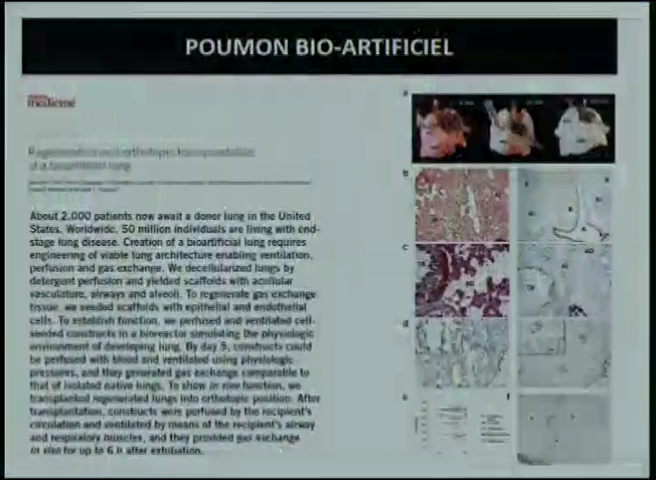 POUMON BIO-ARTIFICIEL
medicine
Regeneration and orthotopic transplantation
of a bioartificial lung
About 2,000 patients now await a donor lung in the United
States. Worldwide, 50 million individuals are living with end-
stage lung disease. Creation of a bioartificial lung requires
engineering of viable lung architecture enabling ventilation,
perfusion and gas exchange. We decellularized lungs by
detergent perfusion and yielded scaffolds with acellular
vasculature, airways and alveoli. To regenerate gas exchange
tissue, we seeded scaffolds with epithelial and endothelial
cells. To establish function, we perfused and ventilated cell-
seeded constructs in a bioreactor simulating the physiologic
environment of developing lung. By day 5, constructs could
be perfused with blood and ventilated using physiologic
pressures, and they generated gas exchange comparable to
that of isolated native lungs. To show in vivo function, we
transplanted regenerated lungs into orthotopic position. After
transplantation, constructs were perfused by the recipient's
circulation and ventilated by means of the recipient's airway
and respiratory muscles, and they provided gas exchange
in vivo for up to 6 h after extubation.
a
b
c
d
e
f